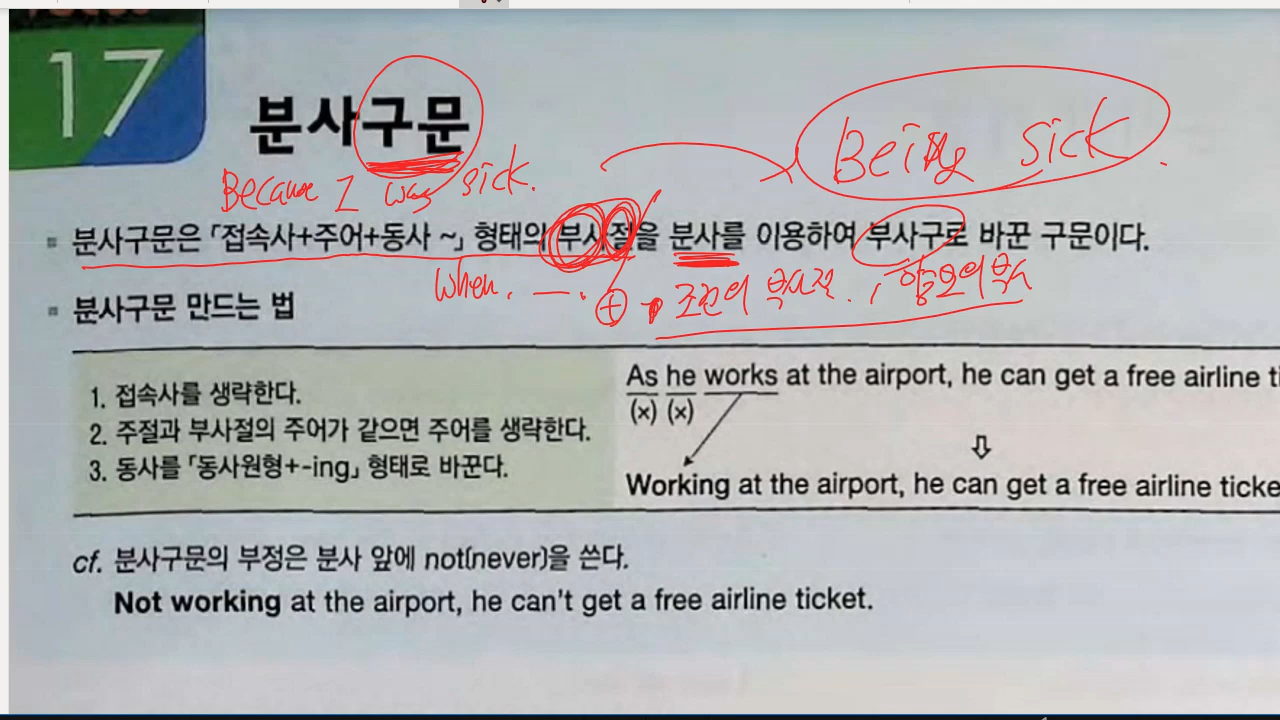 17
분사구문
Being sick
Because I was sick.
분사구문은 「접속사+주어+동사 ~」 형태의 부사절을 분사를 이용하여 부사구로 바꾼 구문이다.
when.
조건의 부사절.
분사구문 만드는 법
1. 접속사를 생략한다.
2. 주절과 부사절의 주어가 같으면 주어를 생략한다.
3. 동사를 「동사원형+-ing」 형태로 바꾼다.
As he works at the airport, he can get a free airline
(x) (x)
Working at the airport, he can get a free airline
cf. 분사구문의 부정은 분사 앞에 not(never)을 쓴다.
Not working at the airport, he can't get a free airline ticket.